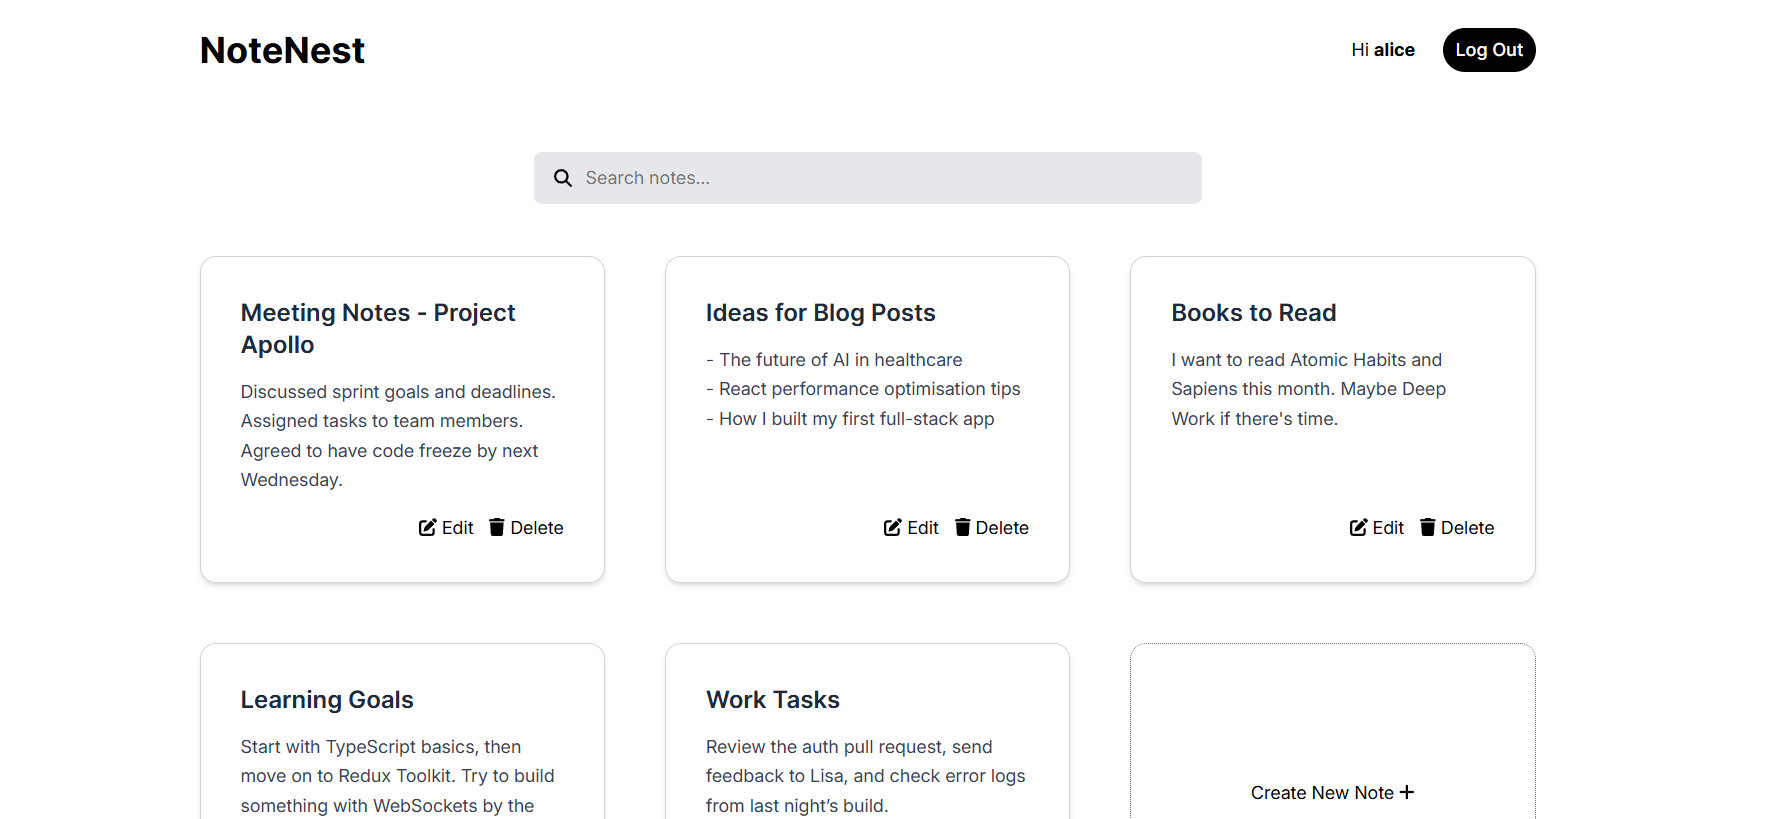 NoteNest
Hi alice
Log Out
Search notes...
Meeting Notes - Project
Apollo
Discussed sprint goals and deadlines.
Assigned tasks to team members.
Agreed to have code freeze by next
Wednesday.
Edit Delete
Ideas for Blog Posts
- The future of AI in healthcare
- React performance optimisation tips
- How I built my first full-stack app
Edit Delete
Books to Read
I want to read Atomic Habits and
Sapiens this month. Maybe Deep
Work if there's time.
Edit Delete
Learning Goals
Start with TypeScript basics, then
move on to Redux Toolkit. Try to build
something with WebSockets by the
Work Tasks
Review the auth pull request, send
feedback to Lisa, and check error logs
from last night’s build.
Create New Note +